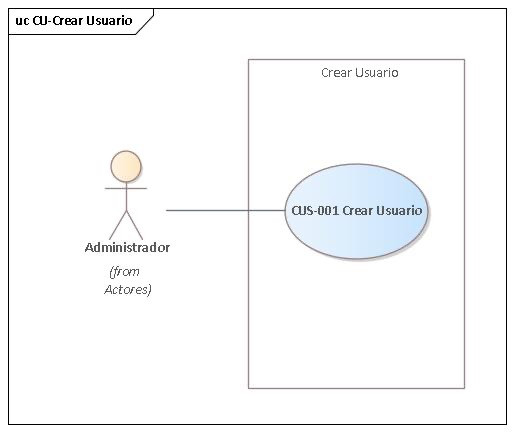 uc CU-Crear Usuario
Crear Usuario
CUS-001 Crear Usuario
Administrador
(from
Actores)